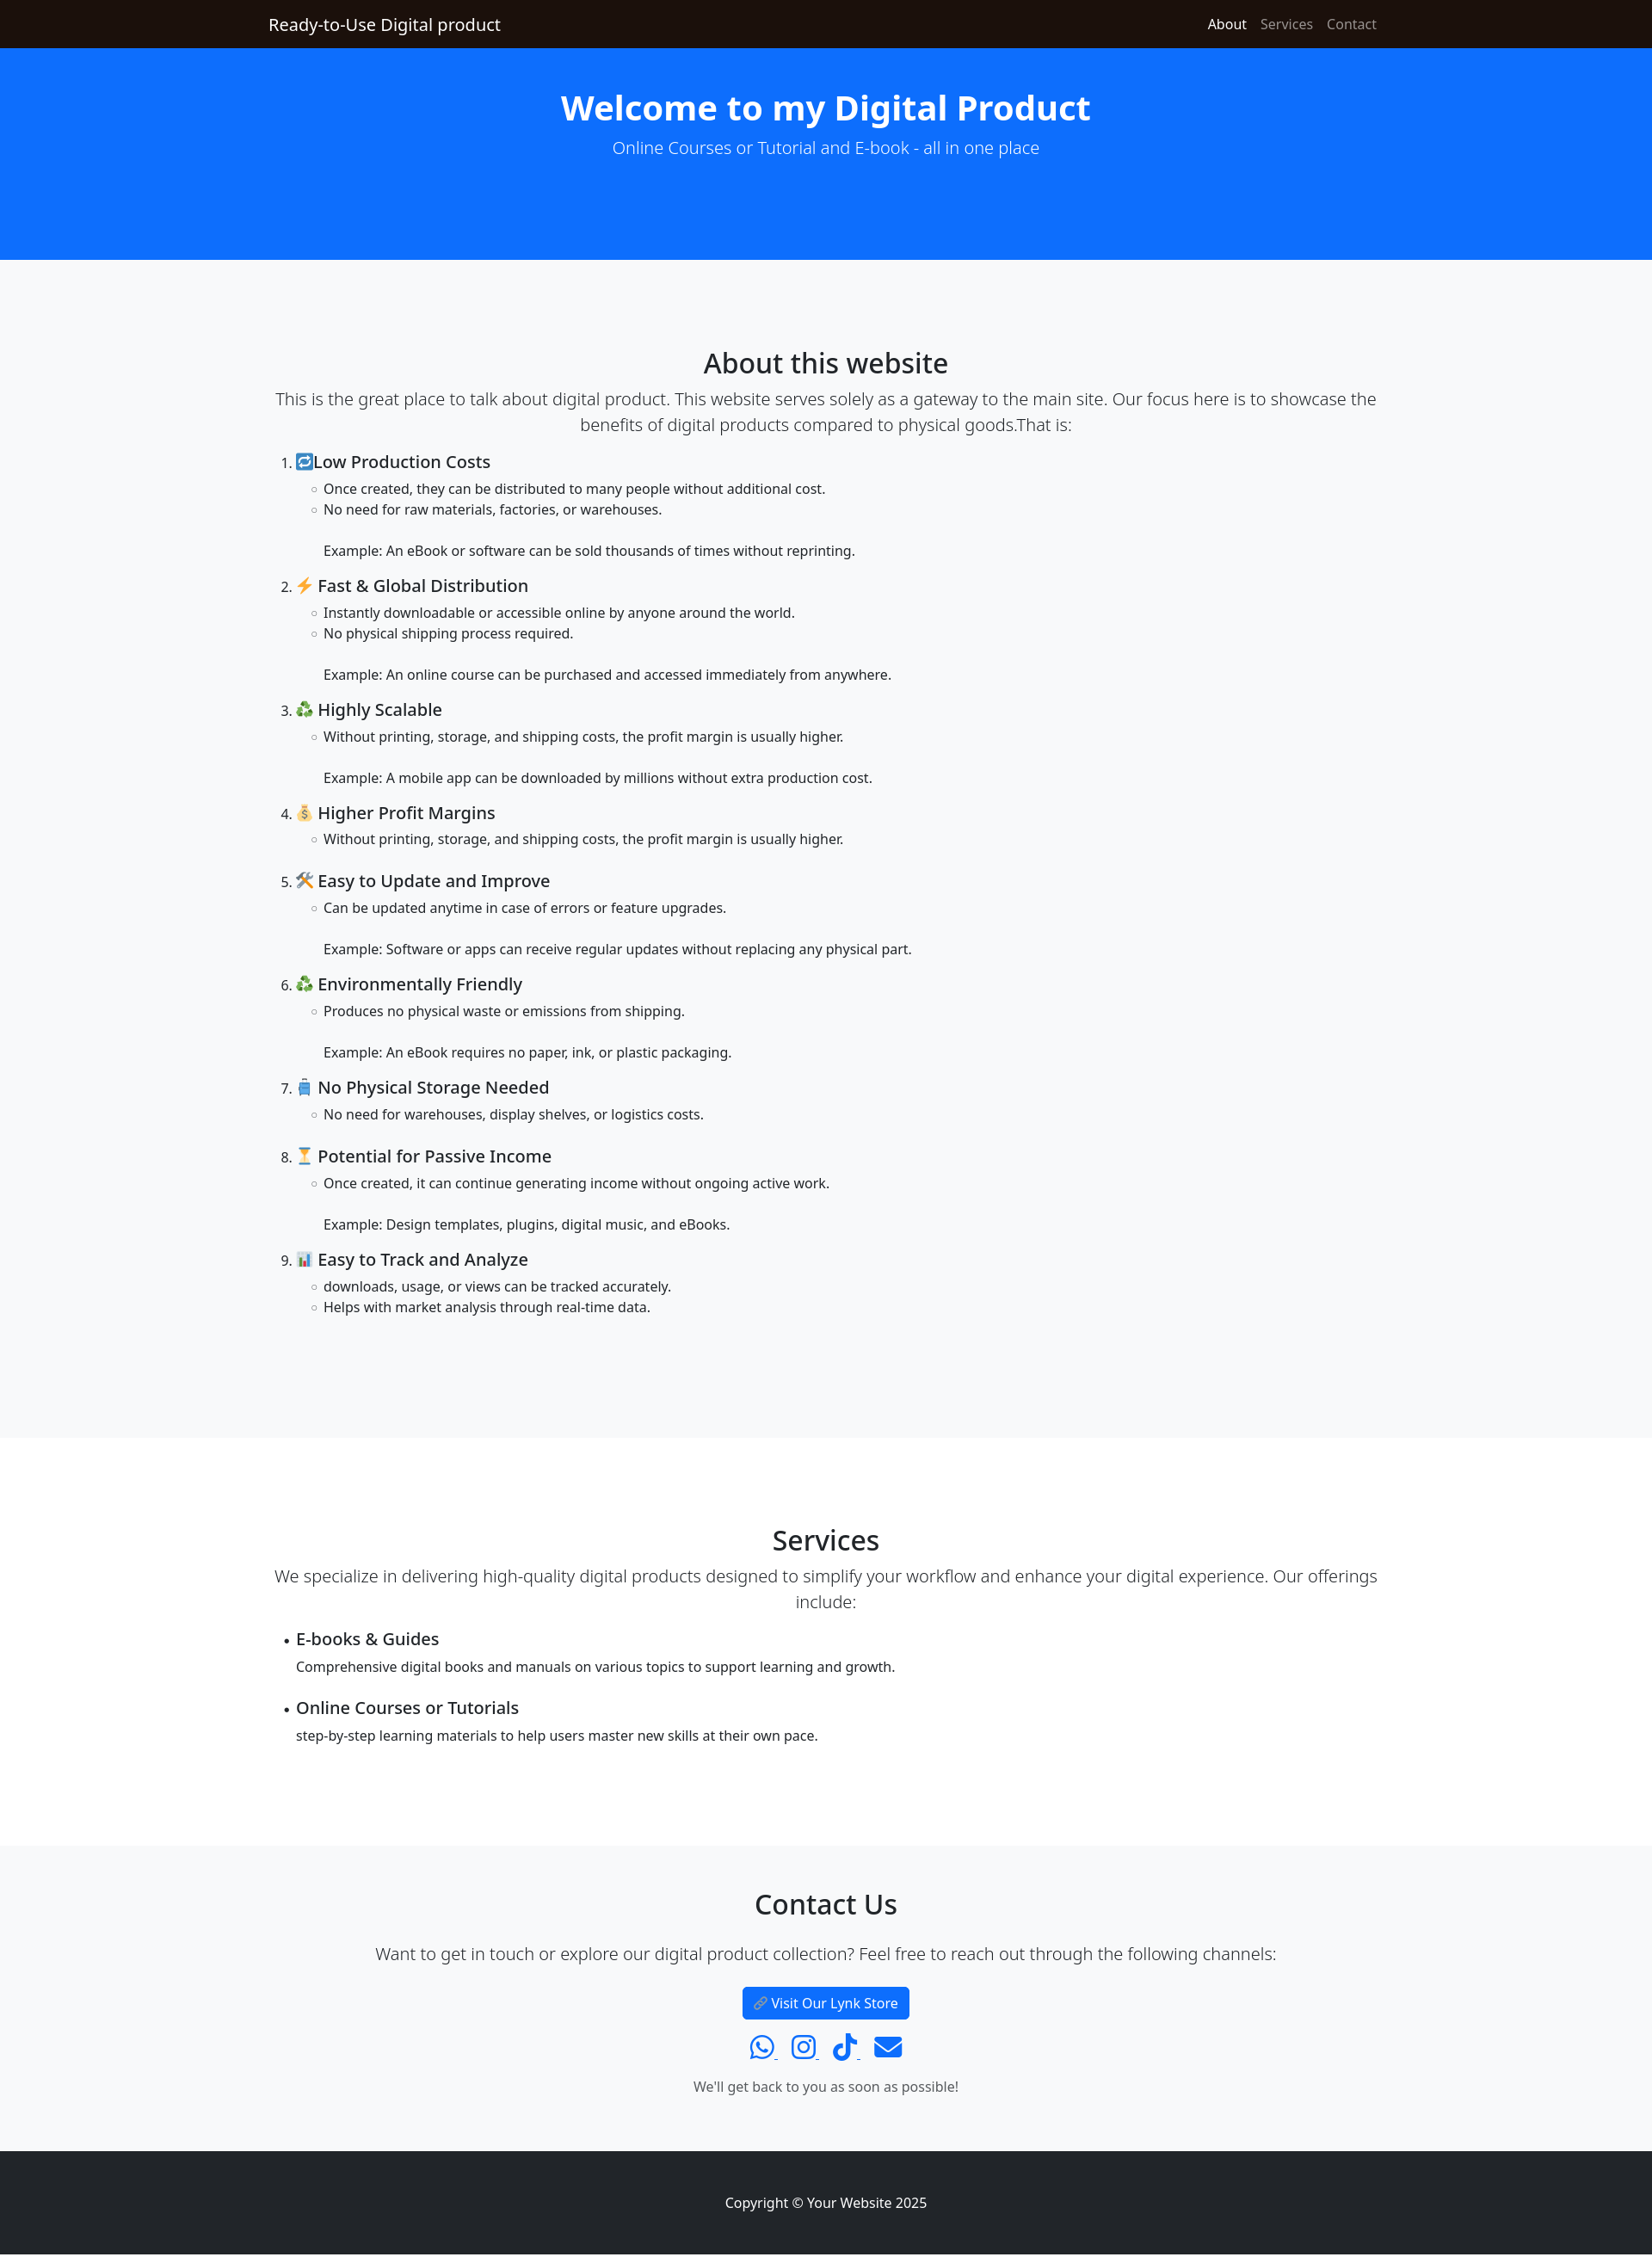 Ready-to-Use Digital product
About Services Contact
Welcome to my Digital Product
Online Courses or Tutorial and E-book - all in one place
About this website
This is the great place to talk about digital product. This website serves solely as a gateway to the main site. Our focus here is to showcase the
benefits of digital products compared to physical goods.That is:
1. 🔁Low Production Costs
○ Once created, they can be distributed to many people without additional cost.
○ No need for raw materials, factories, or warehouses.
Example: An eBook or software can be sold thousands of times without reprinting.
2. ⚡ Fast & Global Distribution
○ Instantly downloadable or accessible online by anyone around the world.
○ No physical shipping process required.
Example: An online course can be purchased and accessed immediately from anywhere.
3. ♻️ Highly Scalable
○ Without printing, storage, and shipping costs, the profit margin is usually higher.
Example: A mobile app can be downloaded by millions without extra production cost.
4. 💰 Higher Profit Margins
○ Without printing, storage, and shipping costs, the profit margin is usually higher.
5. 🛠️ Easy to Update and Improve
○ Can be updated anytime in case of errors or feature upgrades.
Example: Software or apps can receive regular updates without replacing any physical part.
6. ♻️ Environmentally Friendly
○ Produces no physical waste or emissions from shipping.
Example: An eBook requires no paper, ink, or plastic packaging.
7. 🧳 No Physical Storage Needed
○ No need for warehouses, display shelves, or logistics costs.
8. ⏳ Potential for Passive Income
○ Once created, it can continue generating income without ongoing active work.
Example: Design templates, plugins, digital music, and eBooks.
9. 📊 Easy to Track and Analyze
○ downloads, usage, or views can be tracked accurately.
○ Helps with market analysis through real-time data.
Services
We specialize in delivering high-quality digital products designed to simplify your workflow and enhance your digital experience. Our offerings
include:
• E-books & Guides
Comprehensive digital books and manuals on various topics to support learning and growth.
• Online Courses or Tutorials
step-by-step learning materials to help users master new skills at their own pace.
Contact Us
Want to get in touch or explore our digital product collection? Feel free to reach out through the following channels:
🔗 Visit Our Lynk Store
We'll get back to you as soon as possible!
Copyright © Your Website 2025